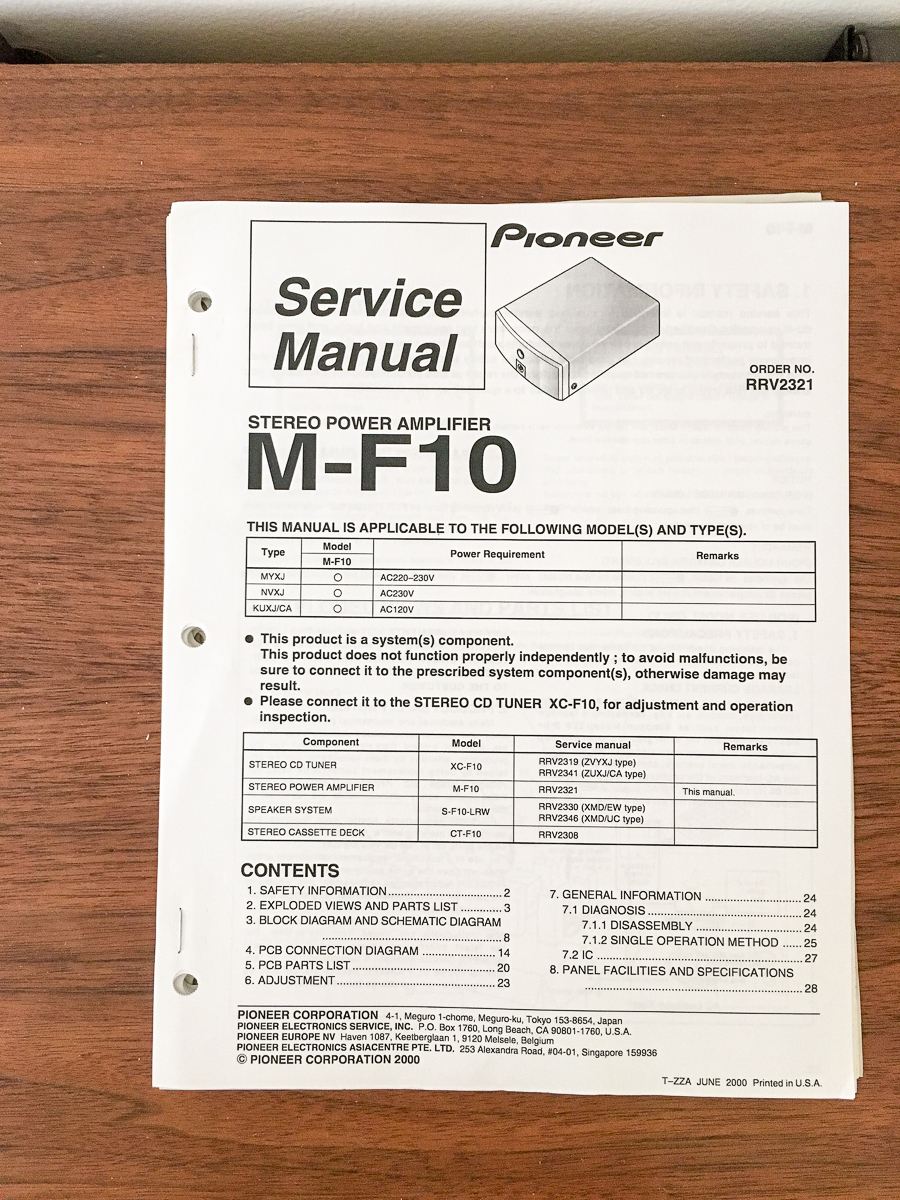 Service
Manual
Pioneer
ORDER NO.
RRV2321
STEREO POWER AMPLIFIER
M-F10
THIS MANUAL IS APPLICABLE TO THE FOLLOWING MODEL(S) AND TYPE(S).
Type Model Power Requirement Remarks
M-F10
MYXJ ○ AC220–230V
NVXJ ○ AC230V
KUXJ/CA ○ AC120V
● This product is a system(s) component.
This product does not function properly independently ; to avoid malfunctions, be
sure to connect it to the prescribed system component(s), otherwise damage may
result.
● Please connect it to the STEREO CD TUNER XC-F10, for adjustment and operation
inspection.
Component Model Service manual Remarks
STEREO CD TUNER XC-F10 RRV2319 (ZVYXJ type)
RRV2341 (ZUXJ/CA type)
STEREO POWER AMPLIFIER M-F10 RRV2321 This manual.
SPEAKER SYSTEM S-F10-LRW RRV2330 (XMD/EW type)
RRV2346 (XMD/UC type)
STEREO CASSETTE DECK CT-F10 RRV2308
CONTENTS
1. SAFETY INFORMATION .................................. 2
2. EXPLODED VIEWS AND PARTS LIST ............ 3
3. BLOCK DIAGRAM AND SCHEMATIC DIAGRAM
...................................................... 8
4. PCB CONNECTION DIAGRAM ...................... 14
5. PCB PARTS LIST .......................................... 20
6. ADJUSTMENT ............................................... 23
7. GENERAL INFORMATION ............................ 24
7.1 DIAGNOSIS ............................................. 24
7.1.1 DISASSEMBLY ................................ 24
7.1.2 SINGLE OPERATION METHOD ...... 25
7.2 IC ............................................................. 27
8. PANEL FACILITIES AND SPECIFICATIONS
................................................................ 28
PIONEER CORPORATION 4-1, Meguro 1-chome, Meguro-ku, Tokyo 153-8654, Japan
PIONEER ELECTRONICS SERVICE, INC. P.O. Box 1760, Long Beach, CA 90801-1760, U.S.A.
PIONEER EUROPE NV Haven 1087, Keetberglaan 1, 9120 Melsele, Belgium
PIONEER ELECTRONICS ASIACENTRE PTE. LTD. 253 Alexandra Road, #04-01, Singapore 159936
© PIONEER CORPORATION 2000
T–ZZA JUNE 2000 Printed in U.S.A.